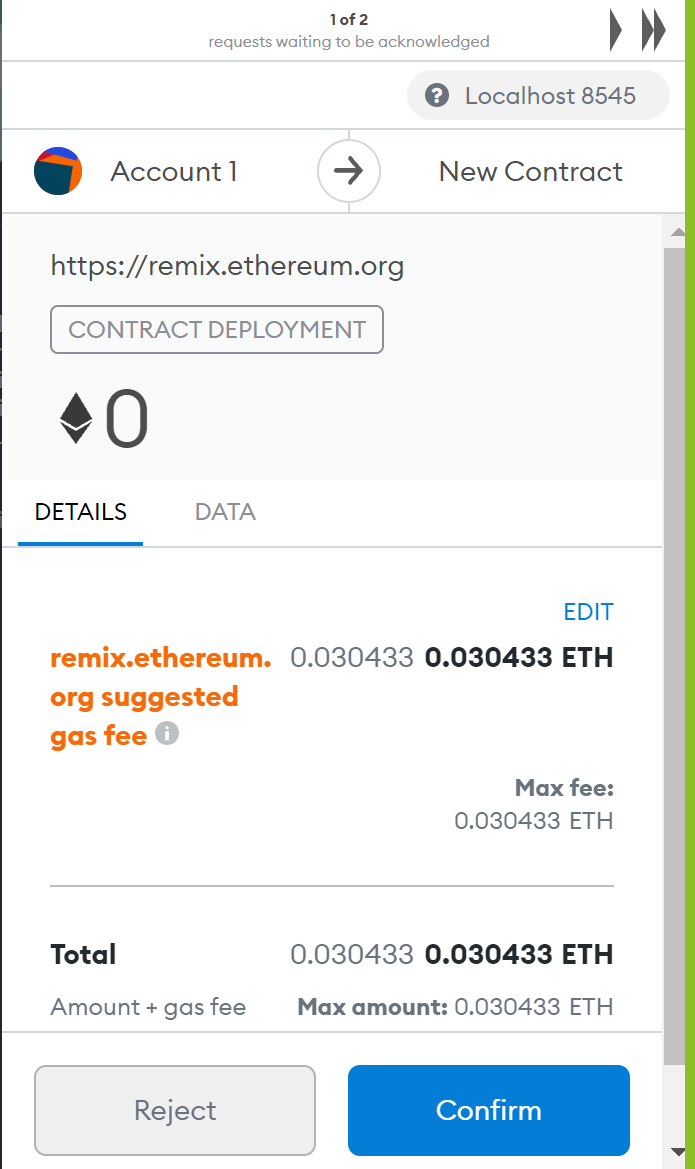 1 of 2
requests waiting to be acknowledged
? Localhost 8545
Account 1 New Contract
https://remix.ethereum.org
CONTRACT DEPLOYMENT
0
DETAILS DATA
EDIT
remix.ethereum. 0.030433 0.030433 ETH
org suggested
gas fee i
Max fee:
0.030433 ETH
Total 0.030433 0.030433 ETH
Amount + gas fee Max amount: 0.030433 ETH
Reject Confirm